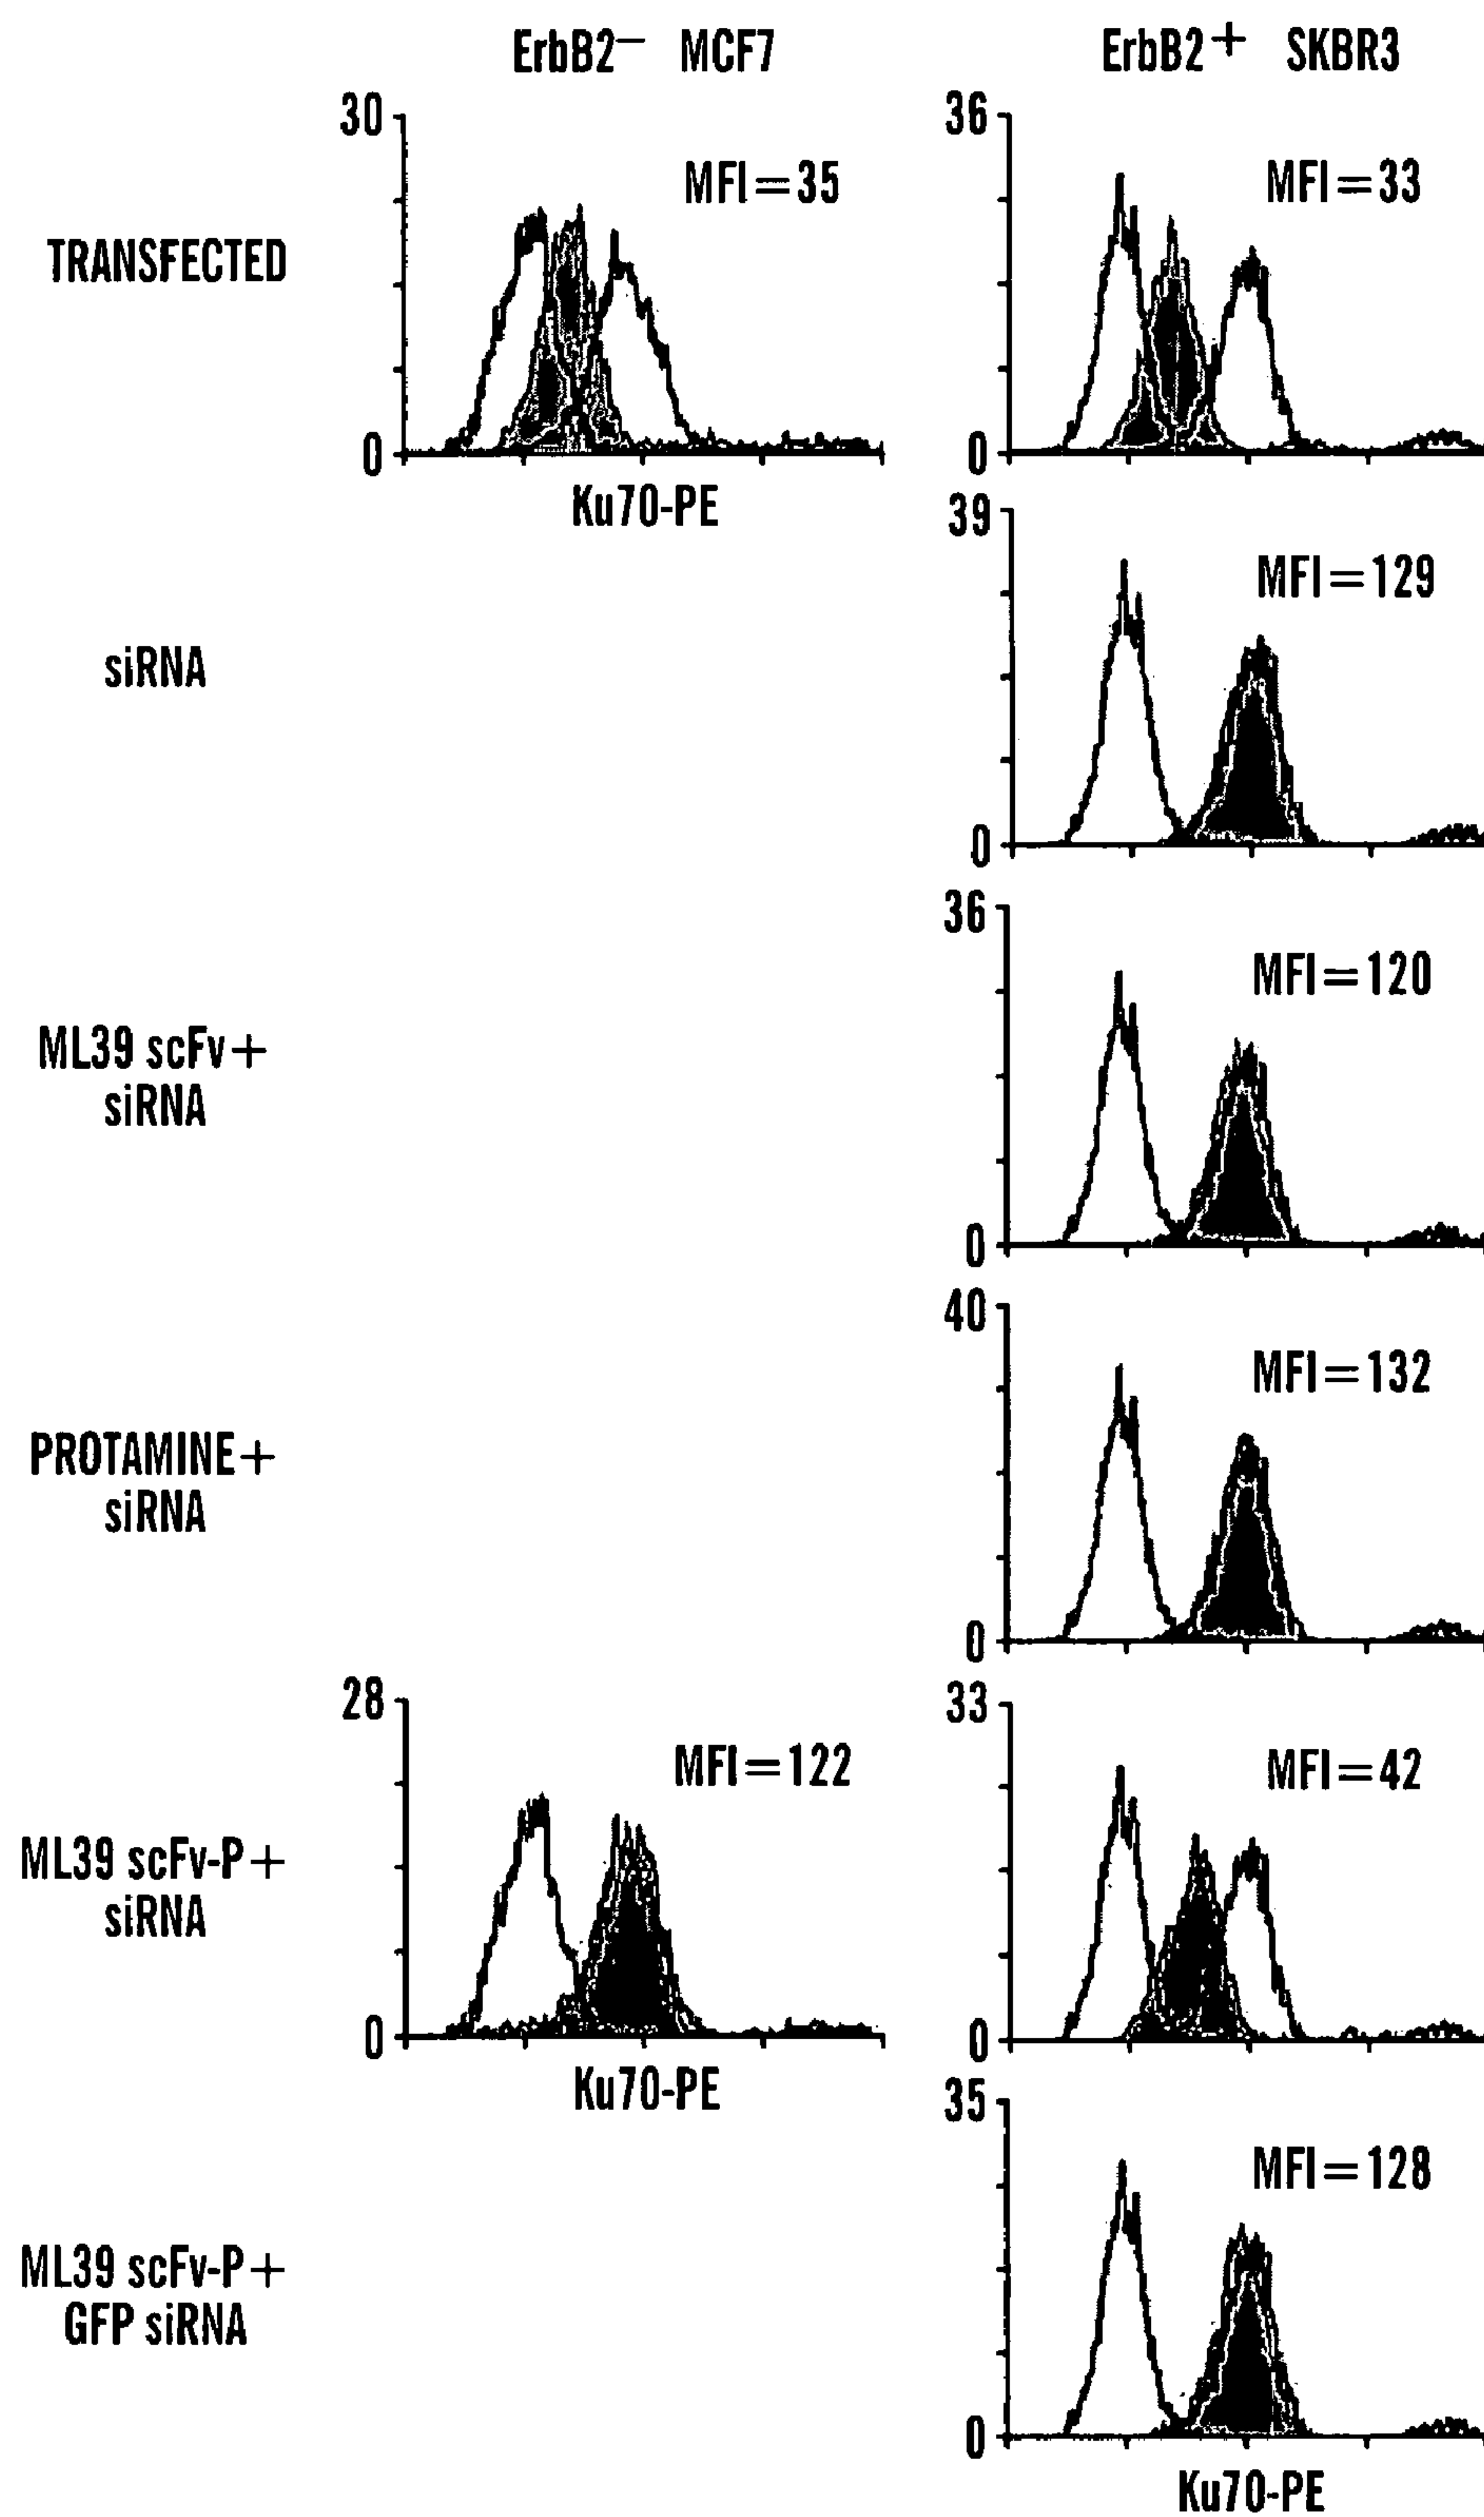 ErbB2− MCF7
ErbB2+ SKBR3
TRANSFECTED
30
MFI=35
0
Ku70-PE
36
MFI=33
0
siRNA
39
MFI=129
0
ML39 scFv+
siRNA
36
MFI=120
0
PROTAMINE+
siRNA
40
MFI=132
0
ML39 scFv-P+
siRNA
28
MFI=122
0
Ku70-PE
33
MFI=42
0
ML39 scFv-P+
GFP siRNA
35
MFI=128
0
Ku70-PE